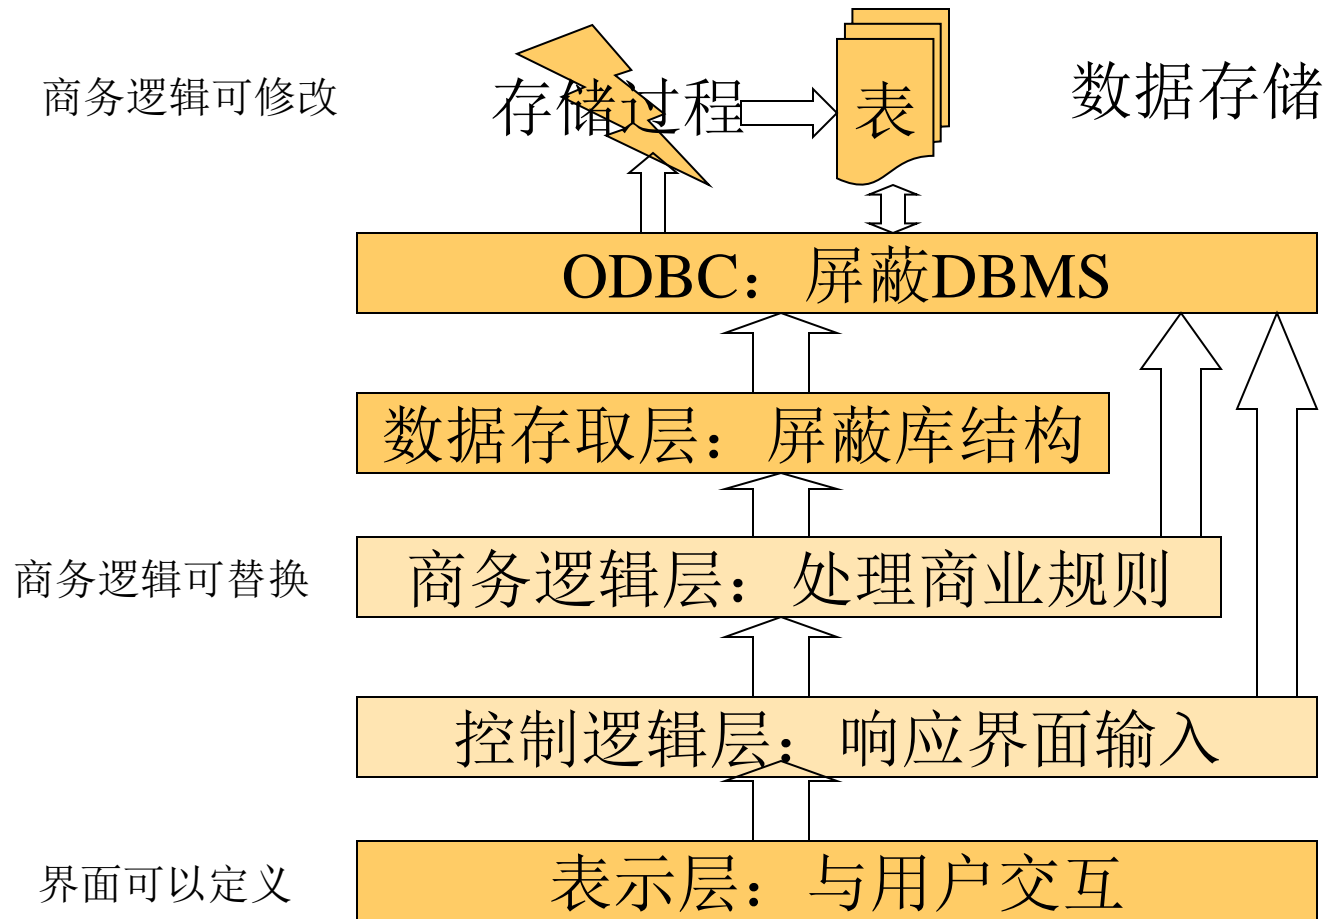 商务逻辑可修改
存储过程
表
数据存储
ODBC：屏蔽DBMS
数据存取层：屏蔽库结构
商务逻辑可替换
商务逻辑层：处理商业规则
控制逻辑层：响应界面输入
界面可以定义
表示层：与用户交互